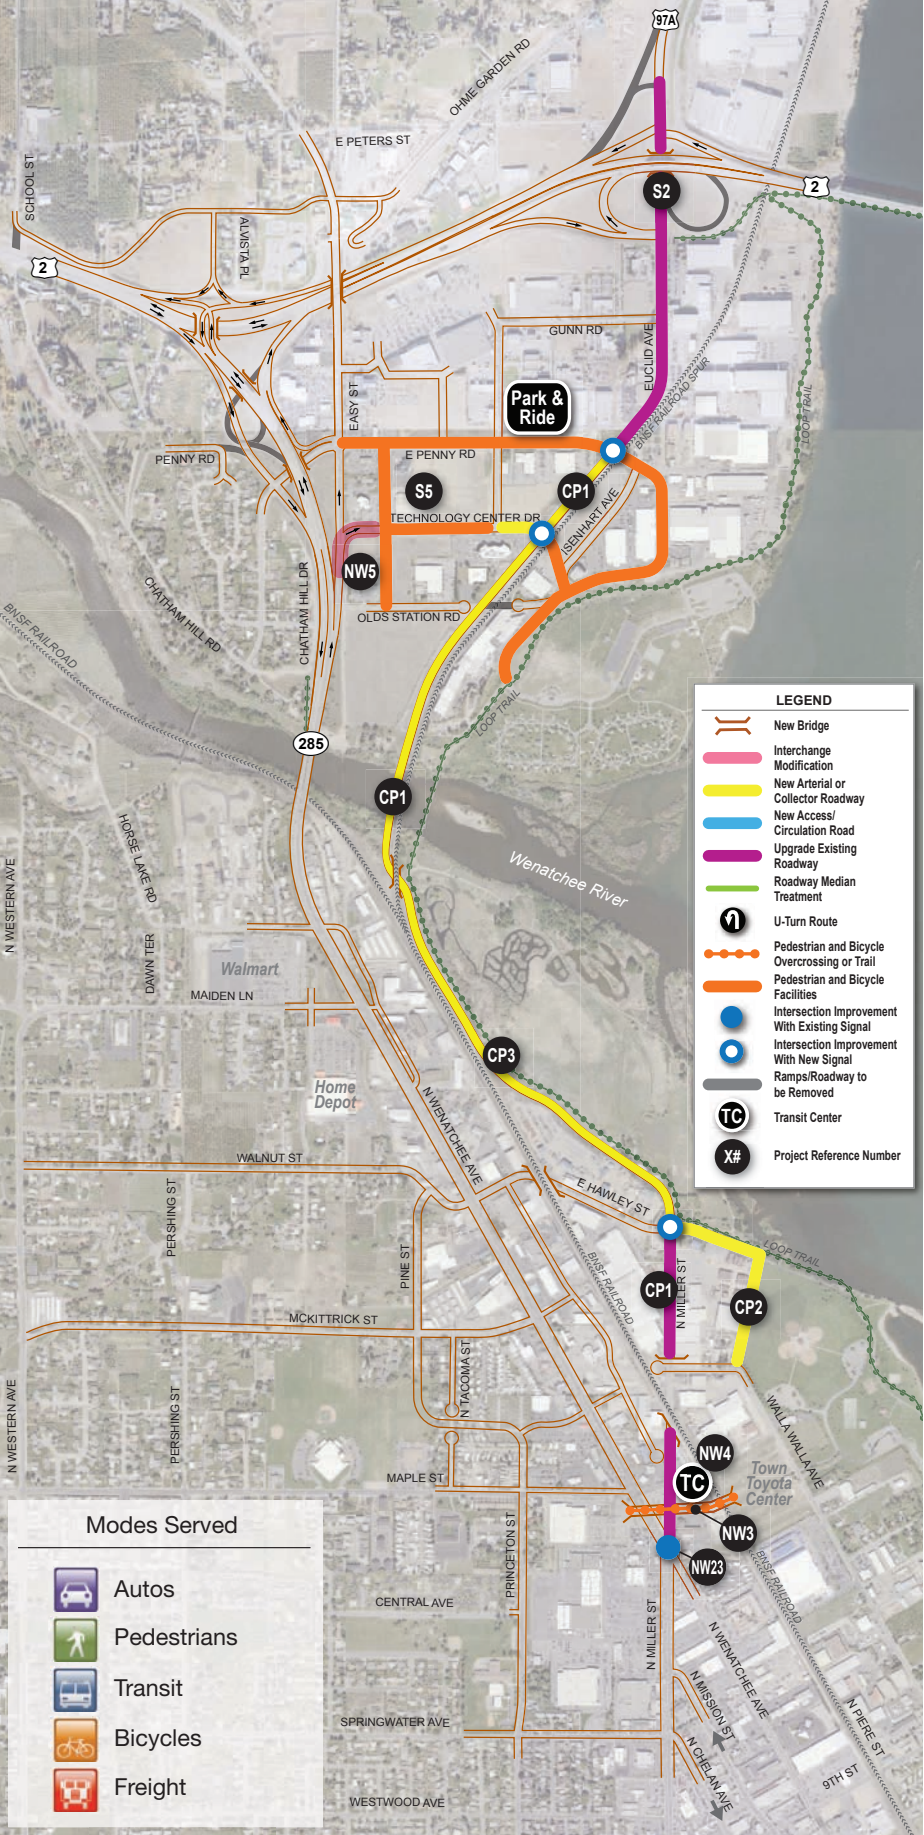 97A
OHME GARDEN RD
E PETERS ST
SCHOOL ST
S2
2
ALVISTA PL
2
GUNN RD
EUCLID AVE
BNSF RAILROAD SPUR
LOOP TRAIL
EASY ST
Park &
Ride
PENNY RD
E PENNY RD
S5
CP1
TECHNOLOGY CENTER DR
ISENHART AVE
NW5
CHATHAM HILL DR
CHATHAM HILL RD
OLDS STATION RD
BNSF RAILROAD
LOOP TRAIL
285
CP1
LEGEND
New Bridge
Interchange
Modification
New Arterial or
Collector Roadway
New Access/
Circulation Road
Upgrade Existing
Roadway
Roadway Median
Treatment
U-Turn Route
Pedestrian and Bicycle
Overcrossing or Trail
Pedestrian and Bicycle
Facilities
Intersection Improvement
With Existing Signal
Intersection Improvement
With New Signal
Ramps/Roadway to
be Removed
TC
Transit Center
X#
Project Reference Number
HORSE LAKE RD
Wenatchee River
N WESTERN AVE
DAWN TER
Walmart
MAIDEN LN
CP3
Home
Depot
N WENATCHEE AVE
WALNUT ST
E HAWLEY ST
PERSHING ST
PINE ST
BNSF RAILROAD
LOOP TRAIL
CP1
N MILLER ST
CP2
MCKITTRICK ST
N TACOMA ST
N WESTERN AVE
PERSHING ST
WALLA WALLA AVE
NW4
MAPLE ST
TC
Town
Toyota
Center
NW3
PRINCETON ST
NW23
BNSF RAILROAD
CENTRAL AVE
N MILLER ST
N WENATCHEE AVE
N MISSION ST
N PIERE ST
SPRINGWATER AVE
N CHELAN AVE
9TH ST
WESTWOOD AVE
Modes Served
Autos
Pedestrians
Transit
Bicycles
Freight